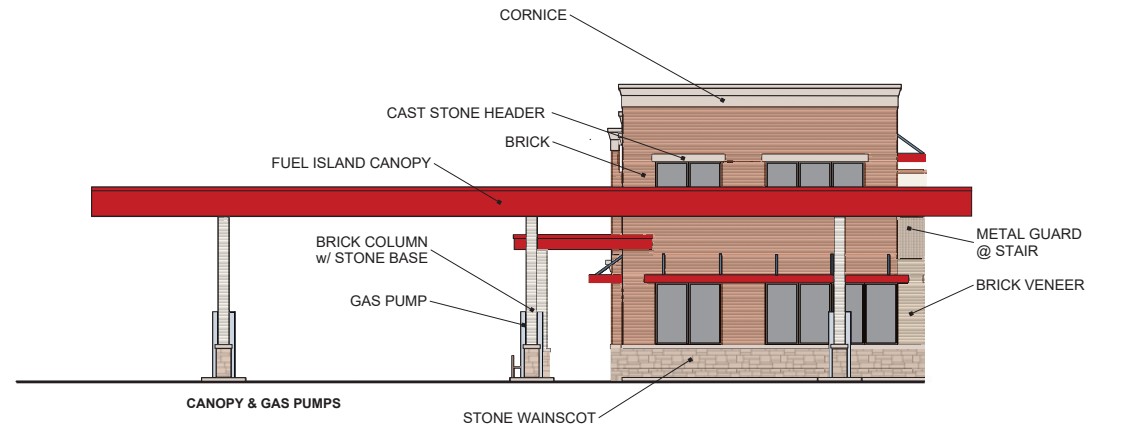 CORNICE
CAST STONE HEADER
BRICK
FUEL ISLAND CANOPY
BRICK COLUMN
w/ STONE BASE
GAS PUMP
METAL GUARD
@ STAIR
BRICK VENEER
CANOPY & GAS PUMPS
STONE WAINSCOT